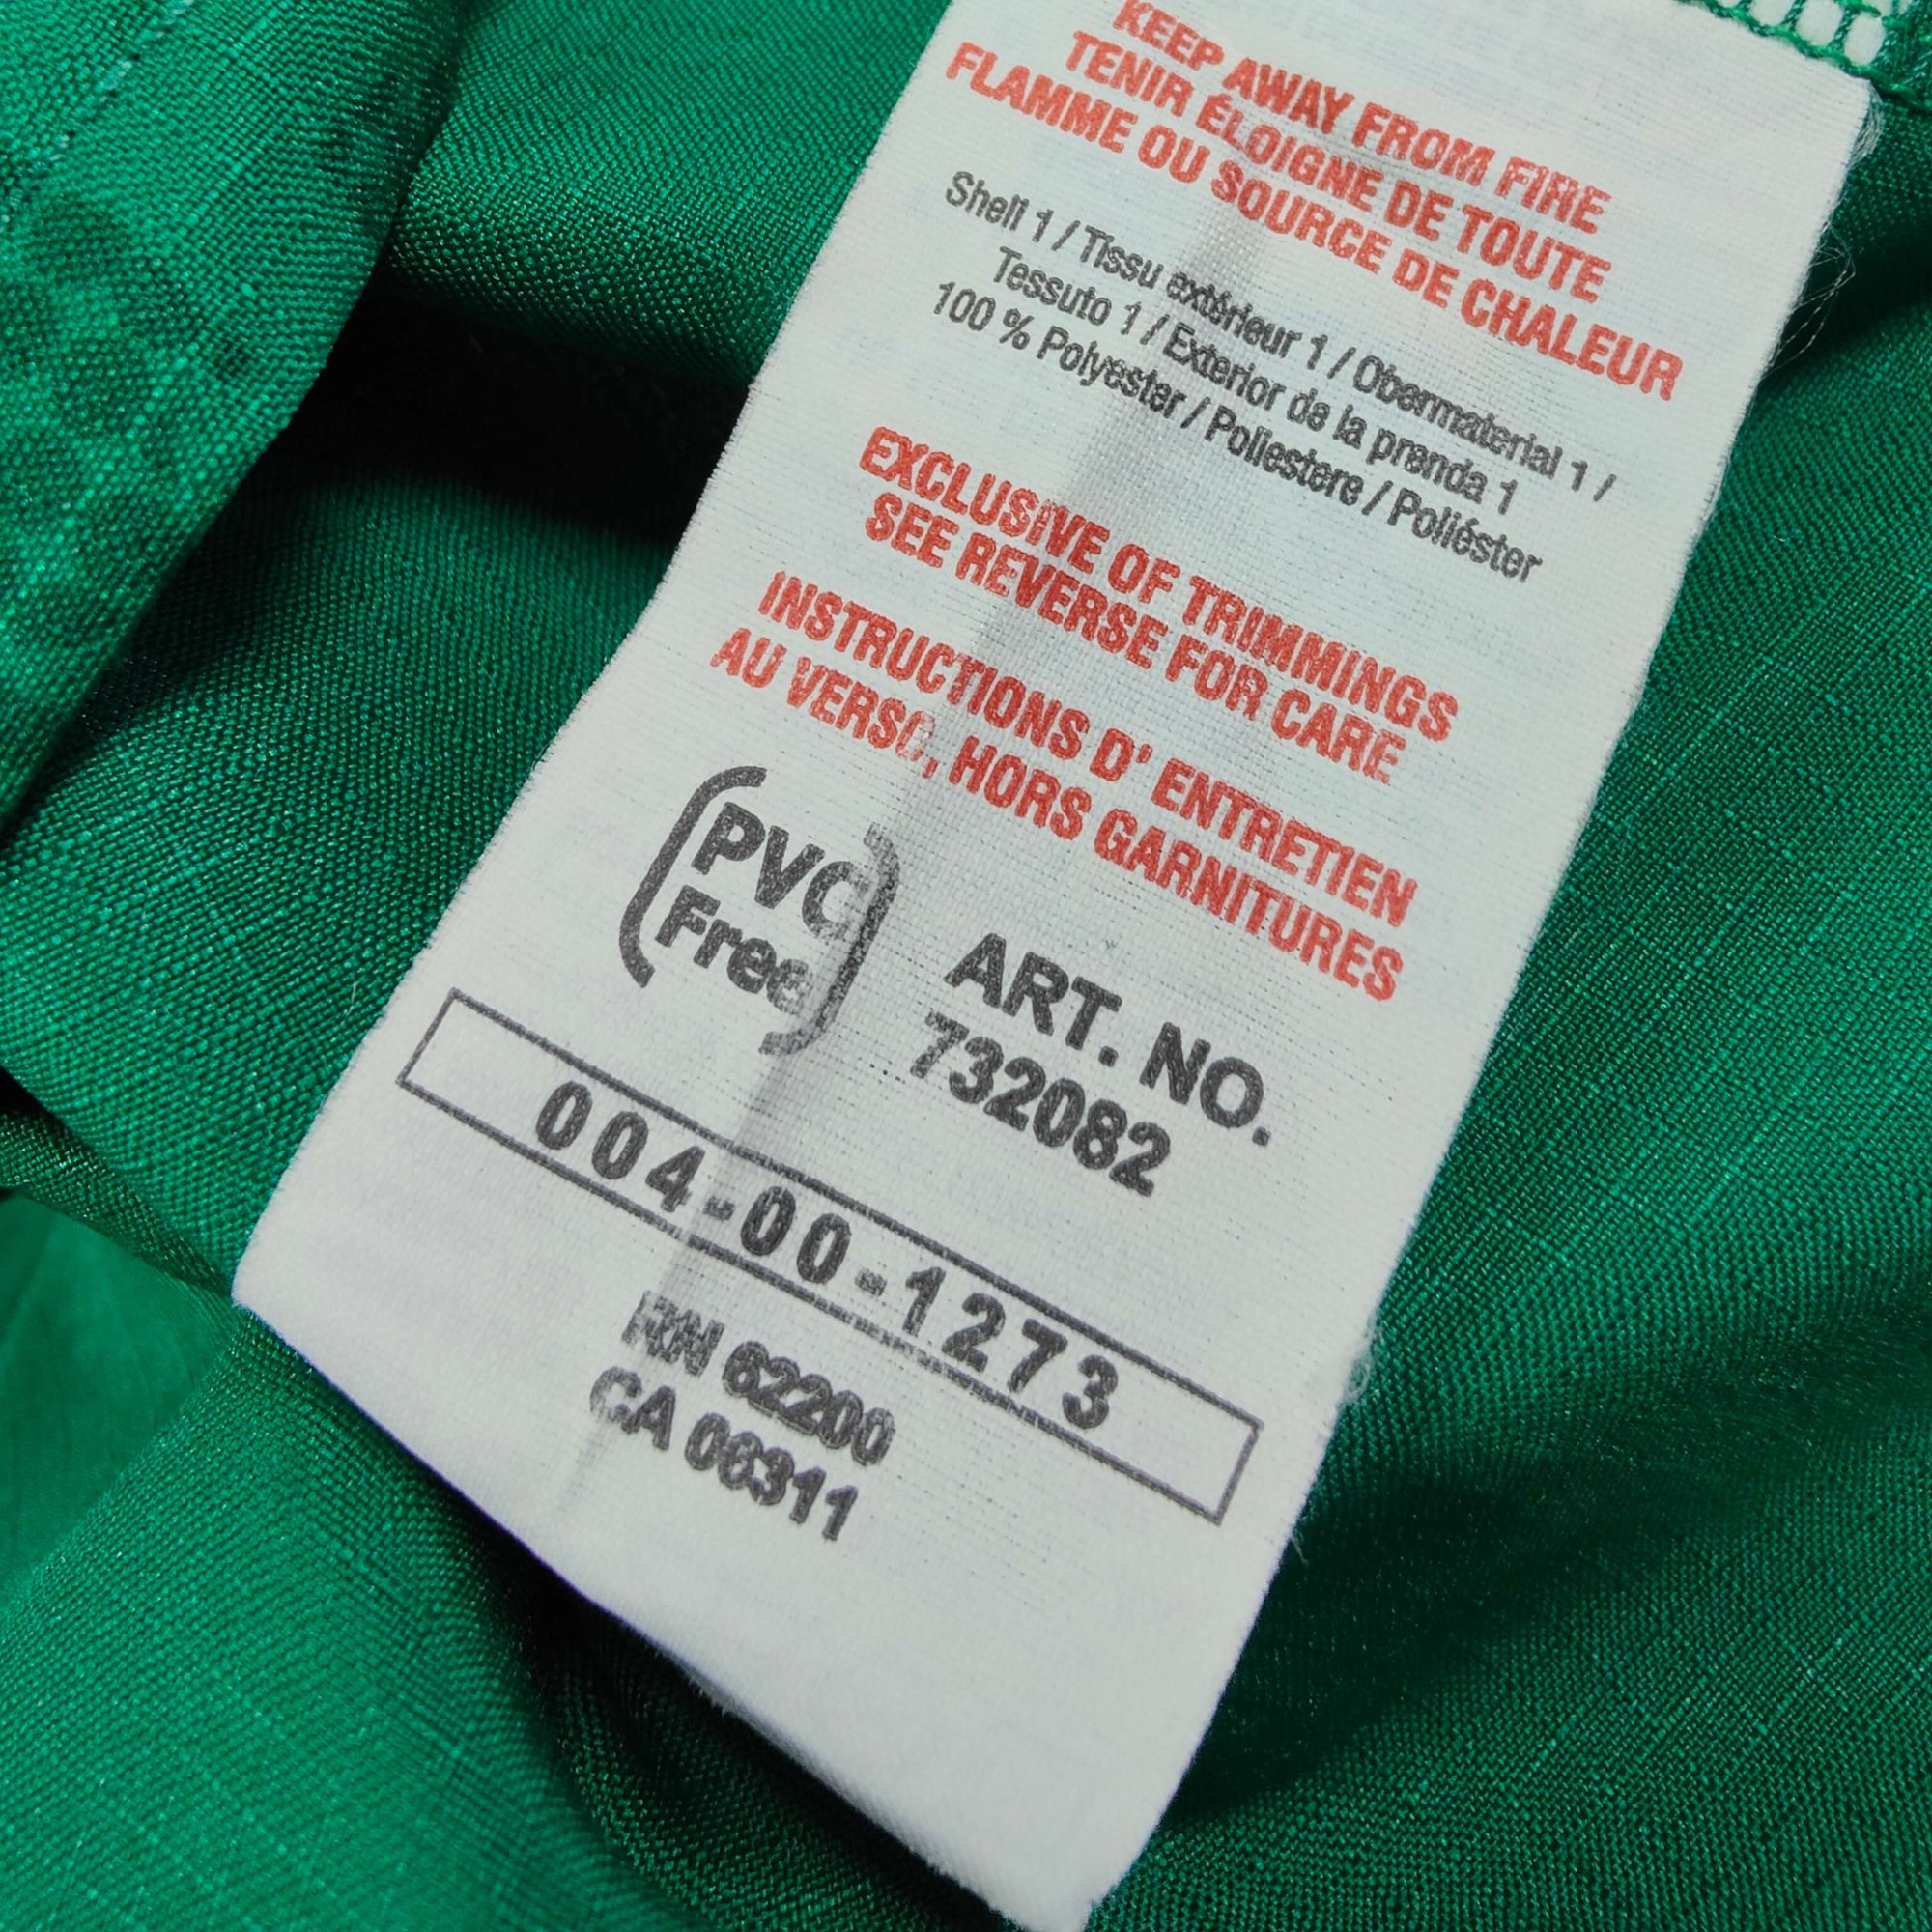 KEEP AWAY FROM FIRE
TENIR ÉLOIGNE DE TOUTE
FLAMME OU SOURCE DE CHALEUR
Shell 1 / Tissu extérieur 1 / Obermaterial 1 /
Tessuto 1 / Exterior de la prenda 1
100 % Polyester / Poliestere / Poliéster
EXCLUSIVE OF TRIMMINGS
SEE REVERSE FOR CARE
INSTRUCTIONS D' ENTRETIEN
AU VERSO, HORS GARNITURES
PVC
Free
ART. NO.
732082
004-00-1273
RN 62200
CA 06311